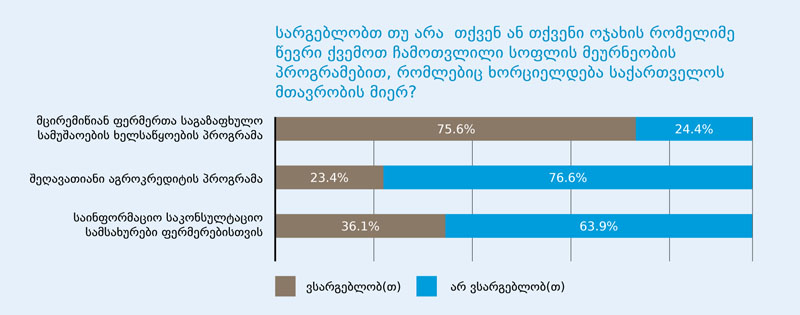 სარგებლობთ თუ არა თქვენ ან თქვენი ოჯახის რომელიმე
წევრი ქვემოთ ჩამოთვლილი სოფლის მეურნეობის
პროგრამებით, რომლებიც ხორციელდება საქართველოს
მთავრობის მიერ?
მცირემიწიან ფერმერთა საგაზაფხულო
სამუშაოების ხელსაწყოების პროგრამა
75.6%
24.4%
შეღავათიანი აგროკრედიტის პროგრამა
23.4%
76.6%
საინფორმაციო საკონსულტაციო
სამსახურები ფერმერებისთვის
36.1%
63.9%
ვსარგებლობ(თ)
არ ვსარგებლობ(თ)